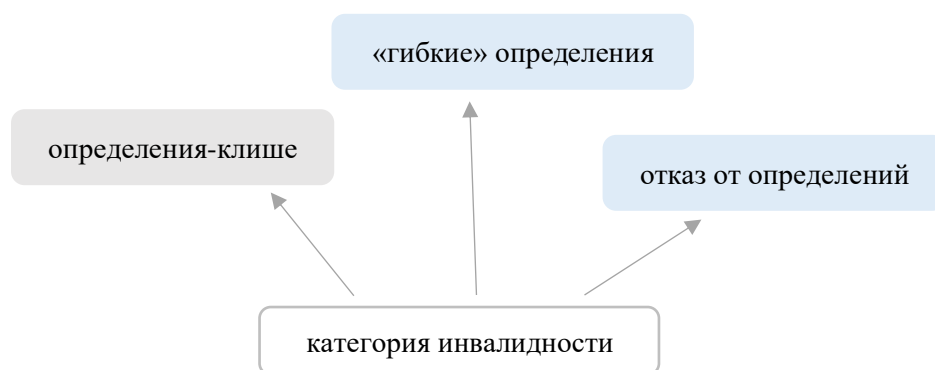 «гибкие» определения
определения-клише
отказ от определений
категория инвалидности